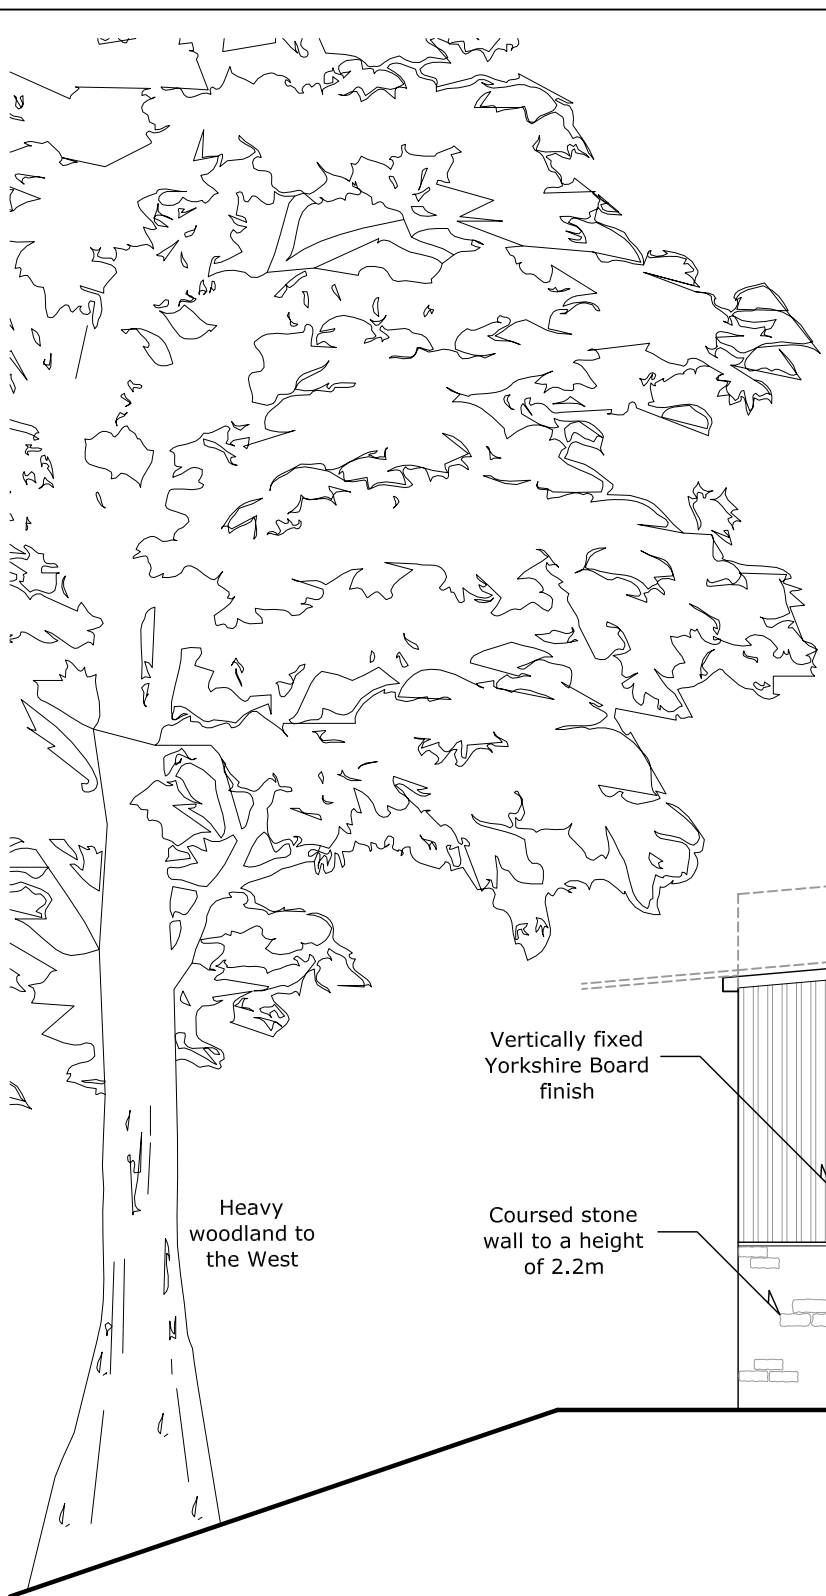 Vertically fixed
Yorkshire Board
finish
Heavy
woodland to
the West
Coursed stone
wall to a height
of 2.2m